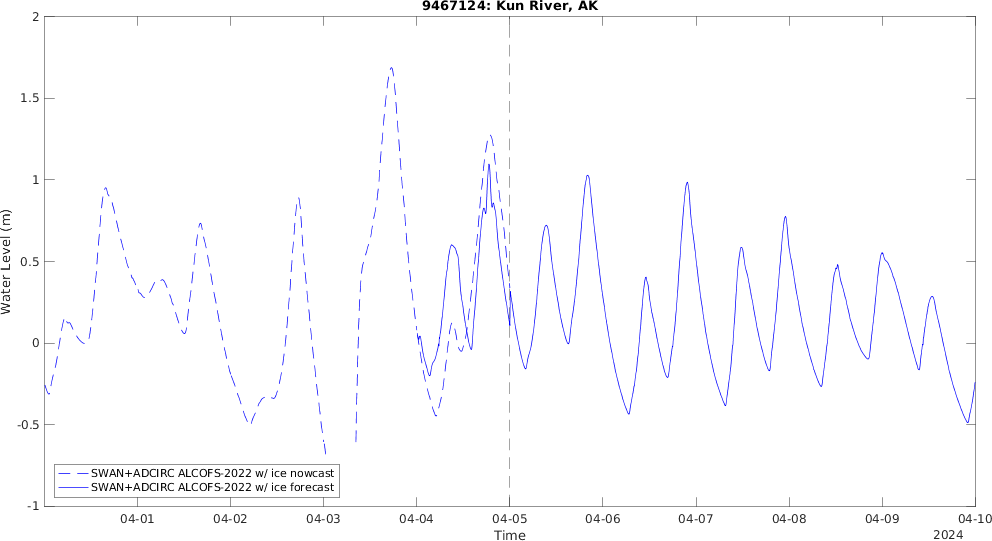 9467124: Kun River, AK
2
1.5
1
0.5
0
-0.5
-1
Water Level (m)
SWAN+ADCIRC ALCOFS-2022 w/ ice nowcast
SWAN+ADCIRC ALCOFS-2022 w/ ice forecast
04-01 04-02 04-03 04-04 04-05 04-06 04-07 04-08 04-09 04-10
Time
2024